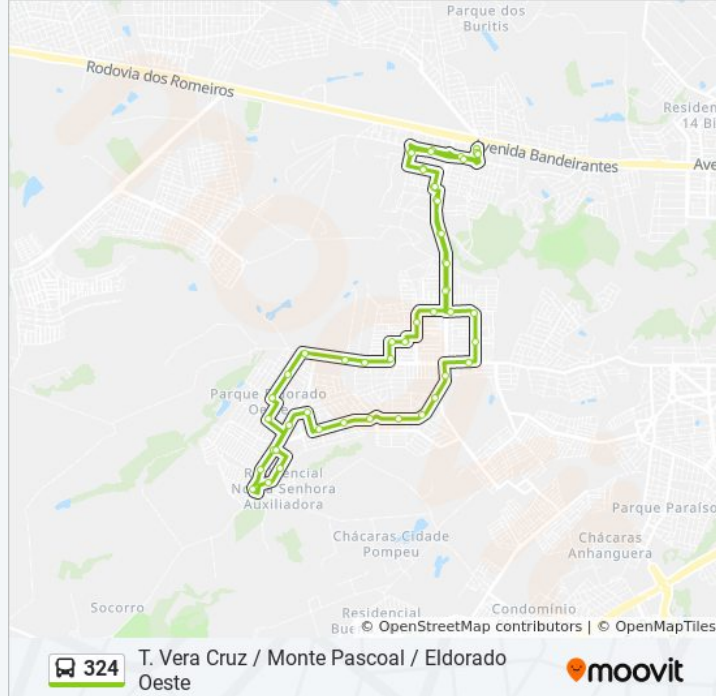 Parque dos
Buritis
Rodovia dos Romeiros
Residen
14 Bi
Avenida Bandeirantes
Ave
Parque Eldorado
Oeste
Residencial
Nossa Senhora
Auxiliadora
Parque Paraíso
Chácaras Cidade
Pompeu
Chácaras
Anhanguera
Socorro
Residencial
Bue
Condomínio
© OpenStreetMap contributors | © OpenMapTiles
324
T. Vera Cruz / Monte Pascoal / Eldorado
Oeste
moovit